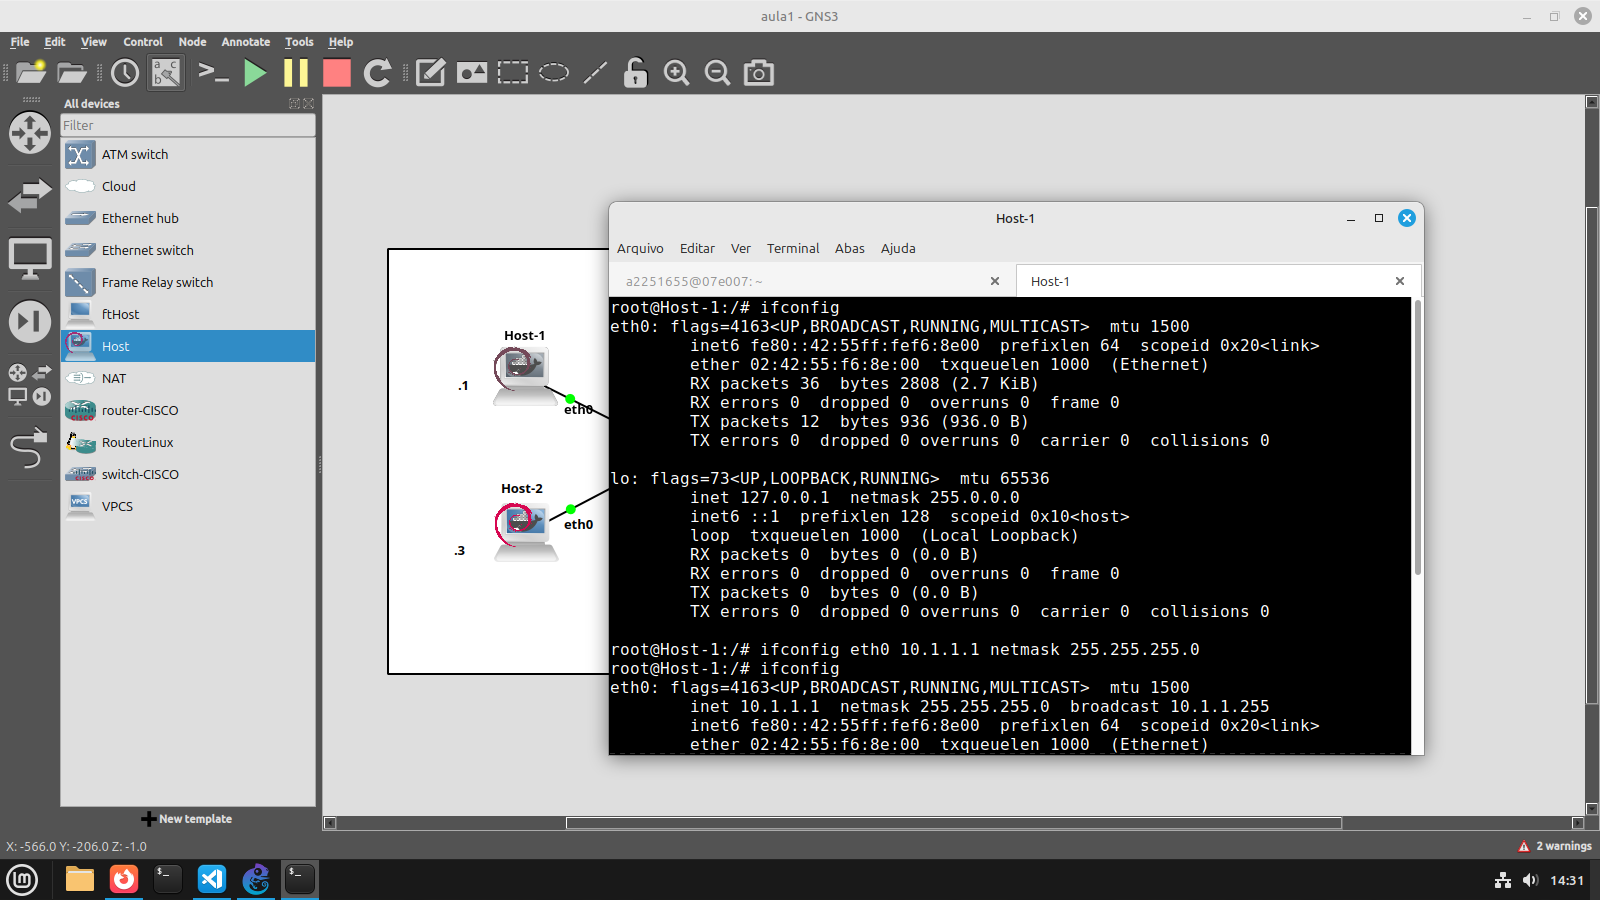 aula1 - GNS3
File Edit View Control Node Annotate Tools Help
All devices
Filter
ATM switch
Cloud
Ethernet hub
Ethernet switch
Frame Relay switch
ftHost
Host
NAT
router-CISCO
RouterLinux
switch-CISCO
VPCS
New template
X: -566.0 Y: -206.0 Z: -1.0
2 warnings
Host-1
.1
eth0
Host-2
eth0
.3
Host-1
Arquivo Editar Ver Terminal Abas Ajuda
a2251655@07e007: ~
Host-1
root@Host-1:/# ifconfig
eth0: flags=4163<UP,BROADCAST,RUNNING,MULTICAST>  mtu 1500
        inet6 fe80::42:55ff:fef6:8e00  prefixlen 64  scopeid 0x20<link>
        ether 02:42:55:f6:8e:00  txqueuelen 1000  (Ethernet)
        RX packets 36  bytes 2808 (2.7 KiB)
        RX errors 0  dropped 0  overruns 0  frame 0
        TX packets 12  bytes 936 (936.0 B)
        TX errors 0  dropped 0 overruns 0  carrier 0  collisions 0
lo: flags=73<UP,LOOPBACK,RUNNING>  mtu 65536
        inet 127.0.0.1  netmask 255.0.0.0
        inet6 ::1  prefixlen 128  scopeid 0x10<host>
        loop  txqueuelen 1000  (Local Loopback)
        RX packets 0  bytes 0 (0.0 B)
        RX errors 0  dropped 0  overruns 0  frame 0
        TX packets 0  bytes 0 (0.0 B)
        TX errors 0  dropped 0 overruns 0  carrier 0  collisions 0
root@Host-1:/# ifconfig eth0 10.1.1.1 netmask 255.255.255.0
root@Host-1:/# ifconfig
eth0: flags=4163<UP,BROADCAST,RUNNING,MULTICAST>  mtu 1500
        inet 10.1.1.1  netmask 255.255.255.0  broadcast 10.1.1.255
        inet6 fe80::42:55ff:fef6:8e00  prefixlen 64  scopeid 0x20<link>
        ether 02:42:55:f6:8e:00  txqueuelen 1000  (Ethernet)
14:31